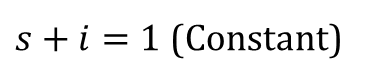 s + i = 1 (Constant)